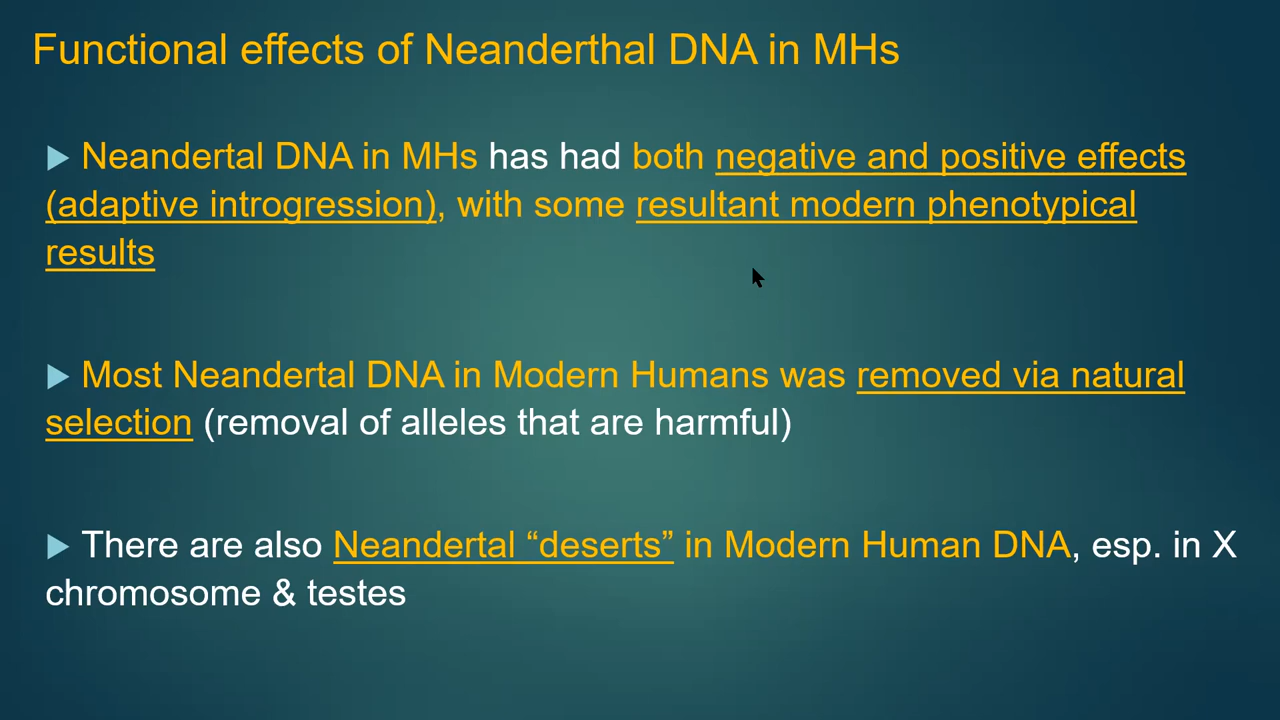 Functional effects of Neanderthal DNA in MHs
Neandertal DNA in MHs has had both negative and positive effects
(adaptive introgression), with some resultant modern phenotypical
results
Most Neandertal DNA in Modern Humans was removed via natural
selection (removal of alleles that are harmful)
There are also Neandertal “deserts” in Modern Human DNA, esp. in X
chromosome & testes